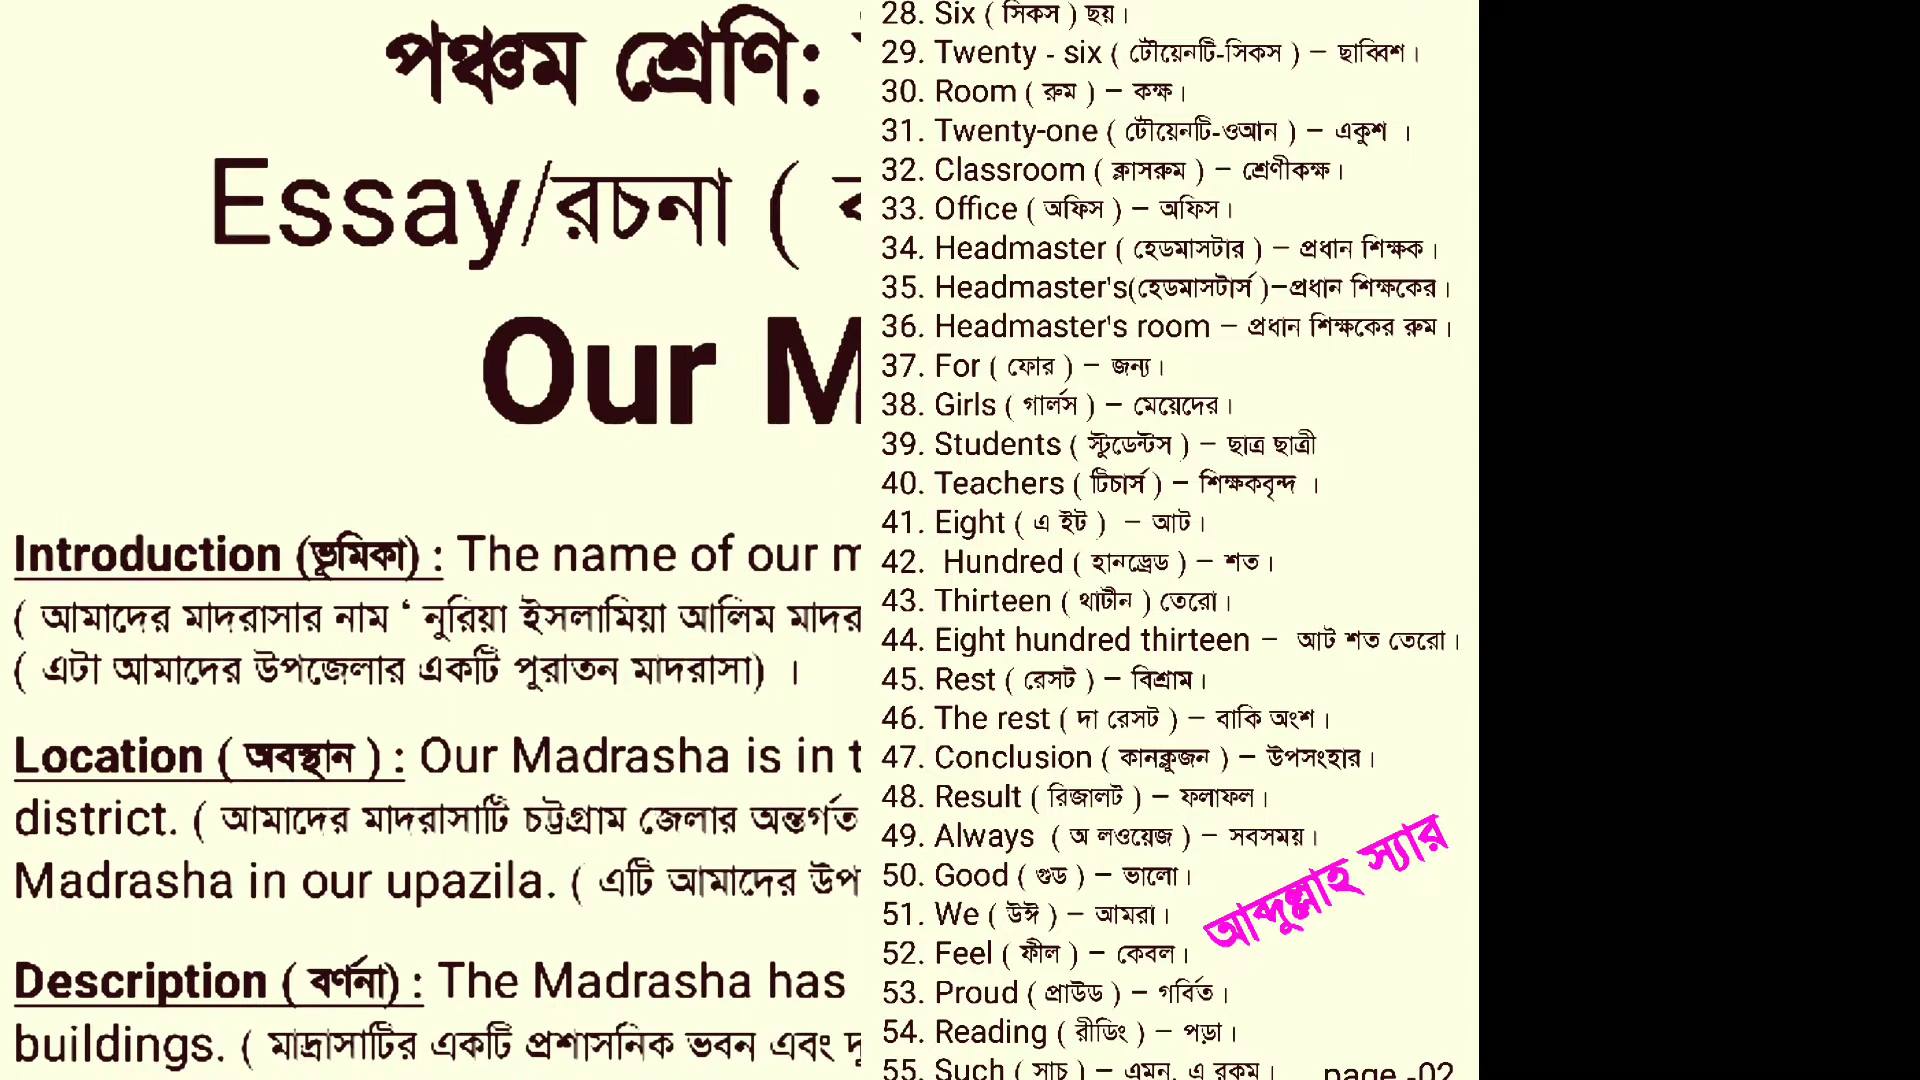 পঞ্চম শ্রেণি:
Essay/রচনা (
Our M
Introduction (ভূমিকা) : The name of our m
( আমাদের মাদরাসার নাম ‘ নুরিয়া ইসলামিয়া আলিম মাদর
( এটা আমাদের উপজেলার একটি পুরাতন মাদরাসা) ।
Location ( অবস্থান ) : Our Madrasha is in t
district. ( আমাদের মাদরাসাটি চট্টগ্রাম জেলার অন্তর্গত
Madrasha in our upazila. ( এটি আমাদের উপ
Description ( বর্ণনা) : The Madrasha has
buildings. ( মাদ্রাসাটির একটি প্রশাসনিক ভবন এবং দু
28. Six ( সিকস ) ছয়।
29. Twenty - six ( টৌয়েনটি-সিকস ) – ছাব্বিশ।
30. Room ( রুম ) – কক্ষ।
31. Twenty-one ( টৌয়েনটি-ওআন ) – একুশ ।
32. Classroom ( ক্লাসরুম ) – শ্রেণীকক্ষ।
33. Office ( অফিস ) – অফিস।
34. Headmaster ( হেডমাসটার ) – প্রধান শিক্ষক।
35. Headmaster's(হেডমাসটার্স )–প্রধান শিক্ষকের।
36. Headmaster's room – প্রধান শিক্ষকের রুম।
37. For ( ফোর ) – জন্য।
38. Girls ( গার্লস ) – মেয়েদের।
39. Students ( স্টুডেন্টস ) – ছাত্র ছাত্রী
40. Teachers ( টিচার্স ) – শিক্ষকবৃন্দ ।
41. Eight ( এ ইট ) – আট।
42. Hundred ( হানড্রেড ) – শত।
43. Thirteen ( থার্টীন ) তেরো।
44. Eight hundred thirteen – আট শত তেরো।
45. Rest ( রেসট ) – বিশ্রাম।
46. The rest ( দা রেসট ) – বাকি অংশ।
47. Conclusion ( কানক্লুজন ) – উপসংহার।
48. Result ( রিজালট ) – ফলাফল।
49. Always ( অ লওয়েজ ) – সবসময়।
50. Good ( গুড ) – ভালো।
51. We ( উঈ ) – আমরা।
52. Feel ( ফীল ) – কেবল।
53. Proud ( প্রাউড ) – গর্বিত।
54. Reading ( রীডিং ) – পড়া।
55. Such ( সাচ ) – এমন, এ রকম।
page -02
আব্দুল্লাহ স্যার